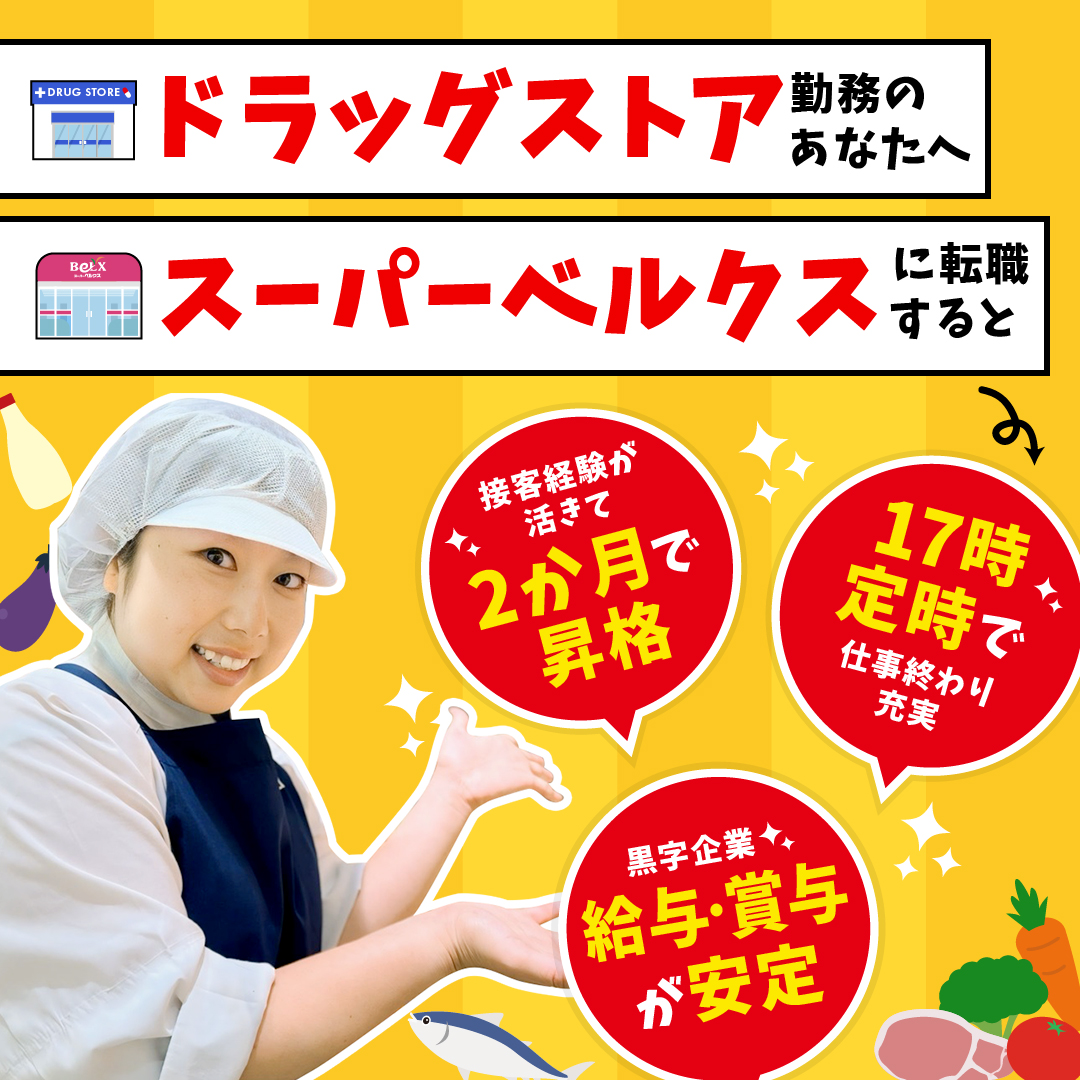 DRUG STORE
ドラッグストア
勤務の
あなたへ
BeLX
スーパーベルクス
スーパーベルクス
に転職
すると
接客経験が
活きて
2か月で
昇格
17時
定時で
仕事終わり
充実
黒字企業
給与・賞与
が安定